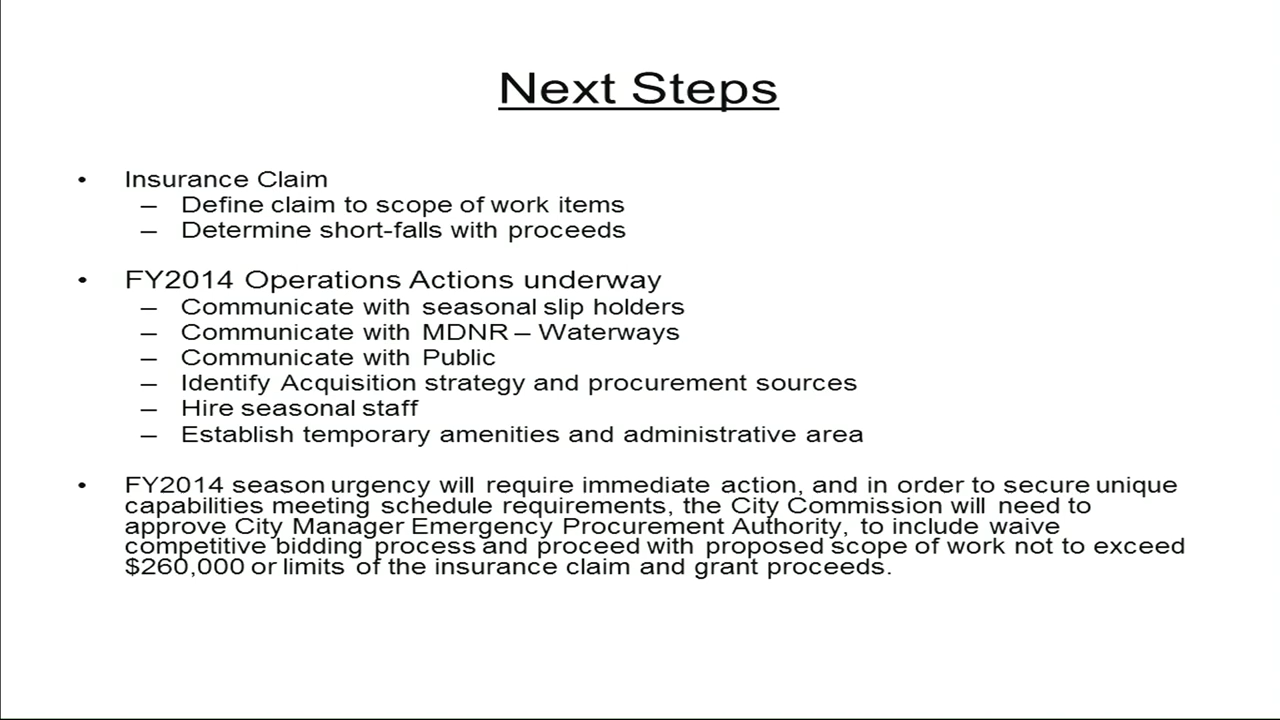 Next Steps
• Insurance Claim
– Define claim to scope of work items
– Determine short-falls with proceeds
• FY2014 Operations Actions underway
– Communicate with seasonal slip holders
– Communicate with MDNR – Waterways
– Communicate with Public
– Identify Acquisition strategy and procurement sources
– Hire seasonal staff
– Establish temporary amenities and administrative area
• FY2014 season urgency will require immediate action, and in order to secure unique
capabilities meeting schedule requirements, the City Commission will need to
approve City Manager Emergency Procurement Authority, to include waive
competitive bidding process and proceed with proposed scope of work not to exceed
$260,000 or limits of the insurance claim and grant proceeds.